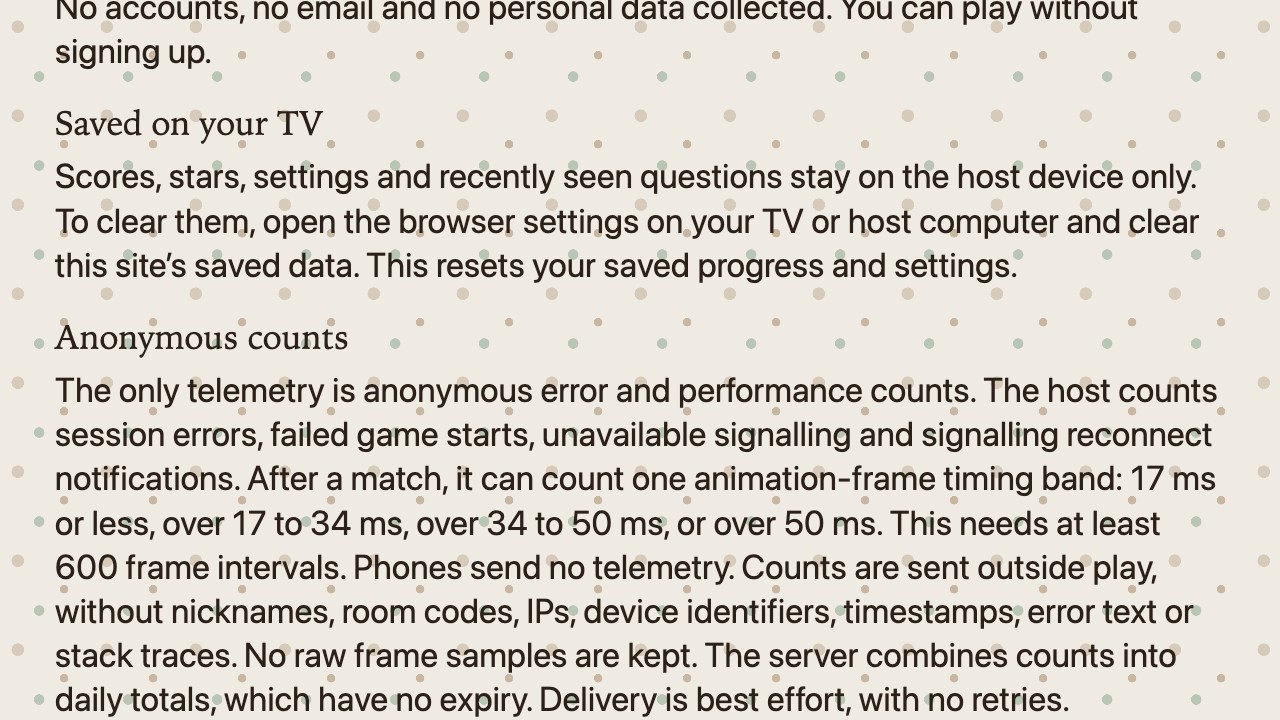 No accounts, no email and no personal data collected. You can play without
signing up.
Saved on your TV
Scores, stars, settings and recently seen questions stay on the host device only.
To clear them, open the browser settings on your TV or host computer and clear
this site’s saved data. This resets your saved progress and settings.
Anonymous counts
The only telemetry is anonymous error and performance counts. The host counts
session errors, failed game starts, unavailable signalling and signalling reconnect
notifications. After a match, it can count one animation-frame timing band: 17 ms
or less, over 17 to 34 ms, over 34 to 50 ms, or over 50 ms. This needs at least
600 frame intervals. Phones send no telemetry. Counts are sent outside play,
without nicknames, room codes, IPs, device identifiers, timestamps, error text or
stack traces. No raw frame samples are kept. The server combines counts into
daily totals, which have no expiry. Delivery is best effort, with no retries.